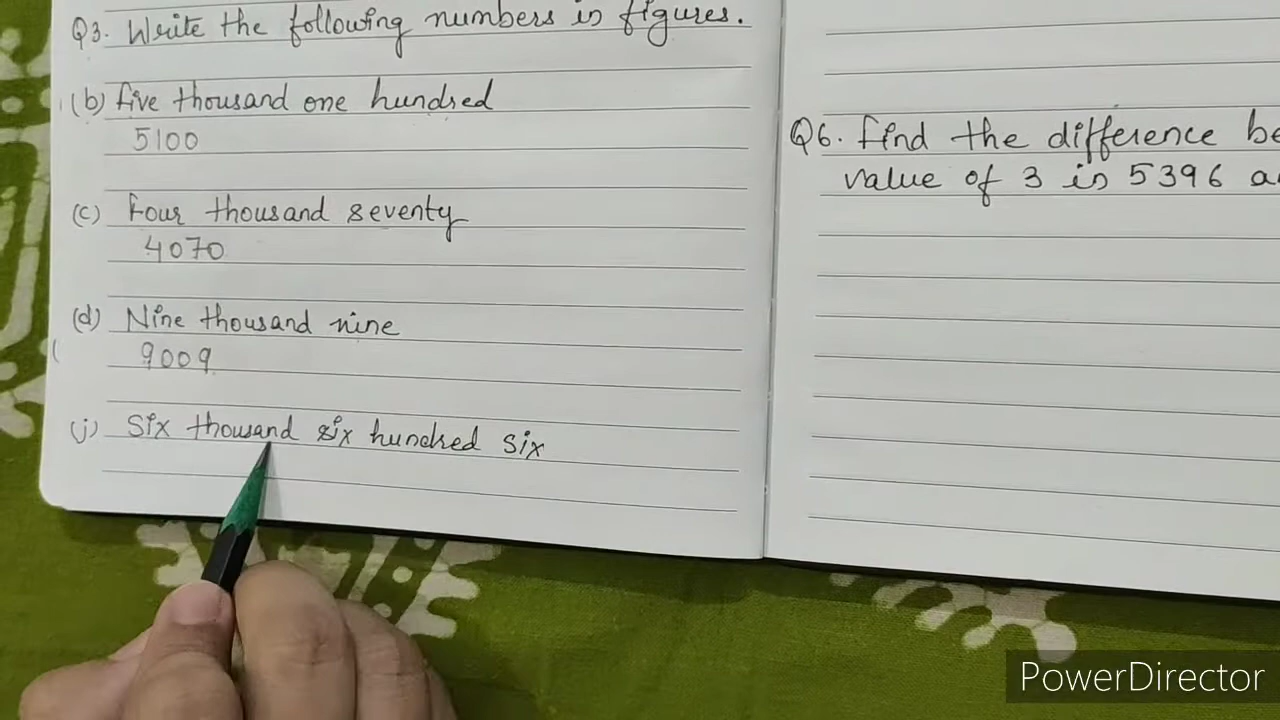 Q3. Write the following numbers in figures.
(b) five thousand one hundred
5100
(c) Four thousand seventy
4070
(d) Nine thousand nine
9009
(j) Six thousand six hundred six
Q6. Find the difference be
value of 3 in 5396 a
PowerDirector